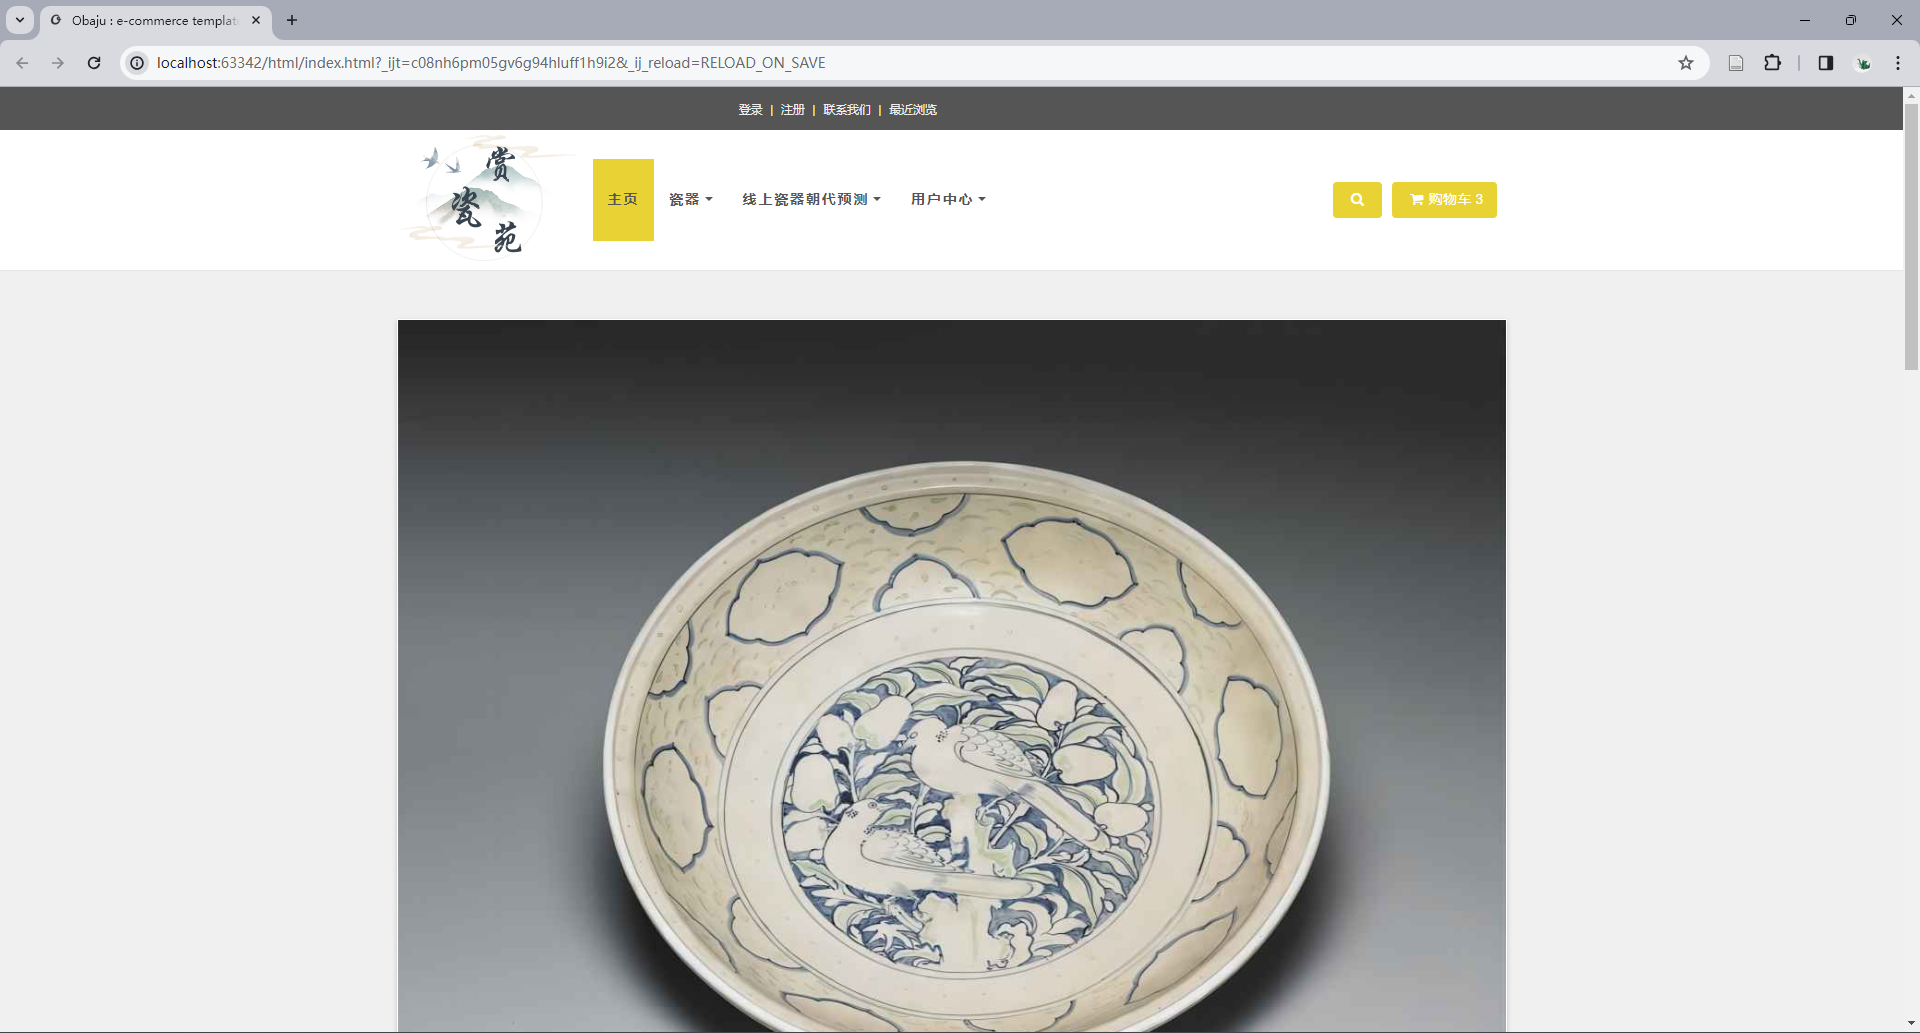 Obaju : e-commerce templat
localhost:63342/html/index.html?_ijt=c08nh6pm05gv6g94hluff1h9i2&_ij_reload=RELOAD_ON_SAVE
登录 | 注册 | 联系我们 | 最近浏览
赏瓷苑
主页 瓷器 线上瓷器朝代预测 用户中心 购物车 3